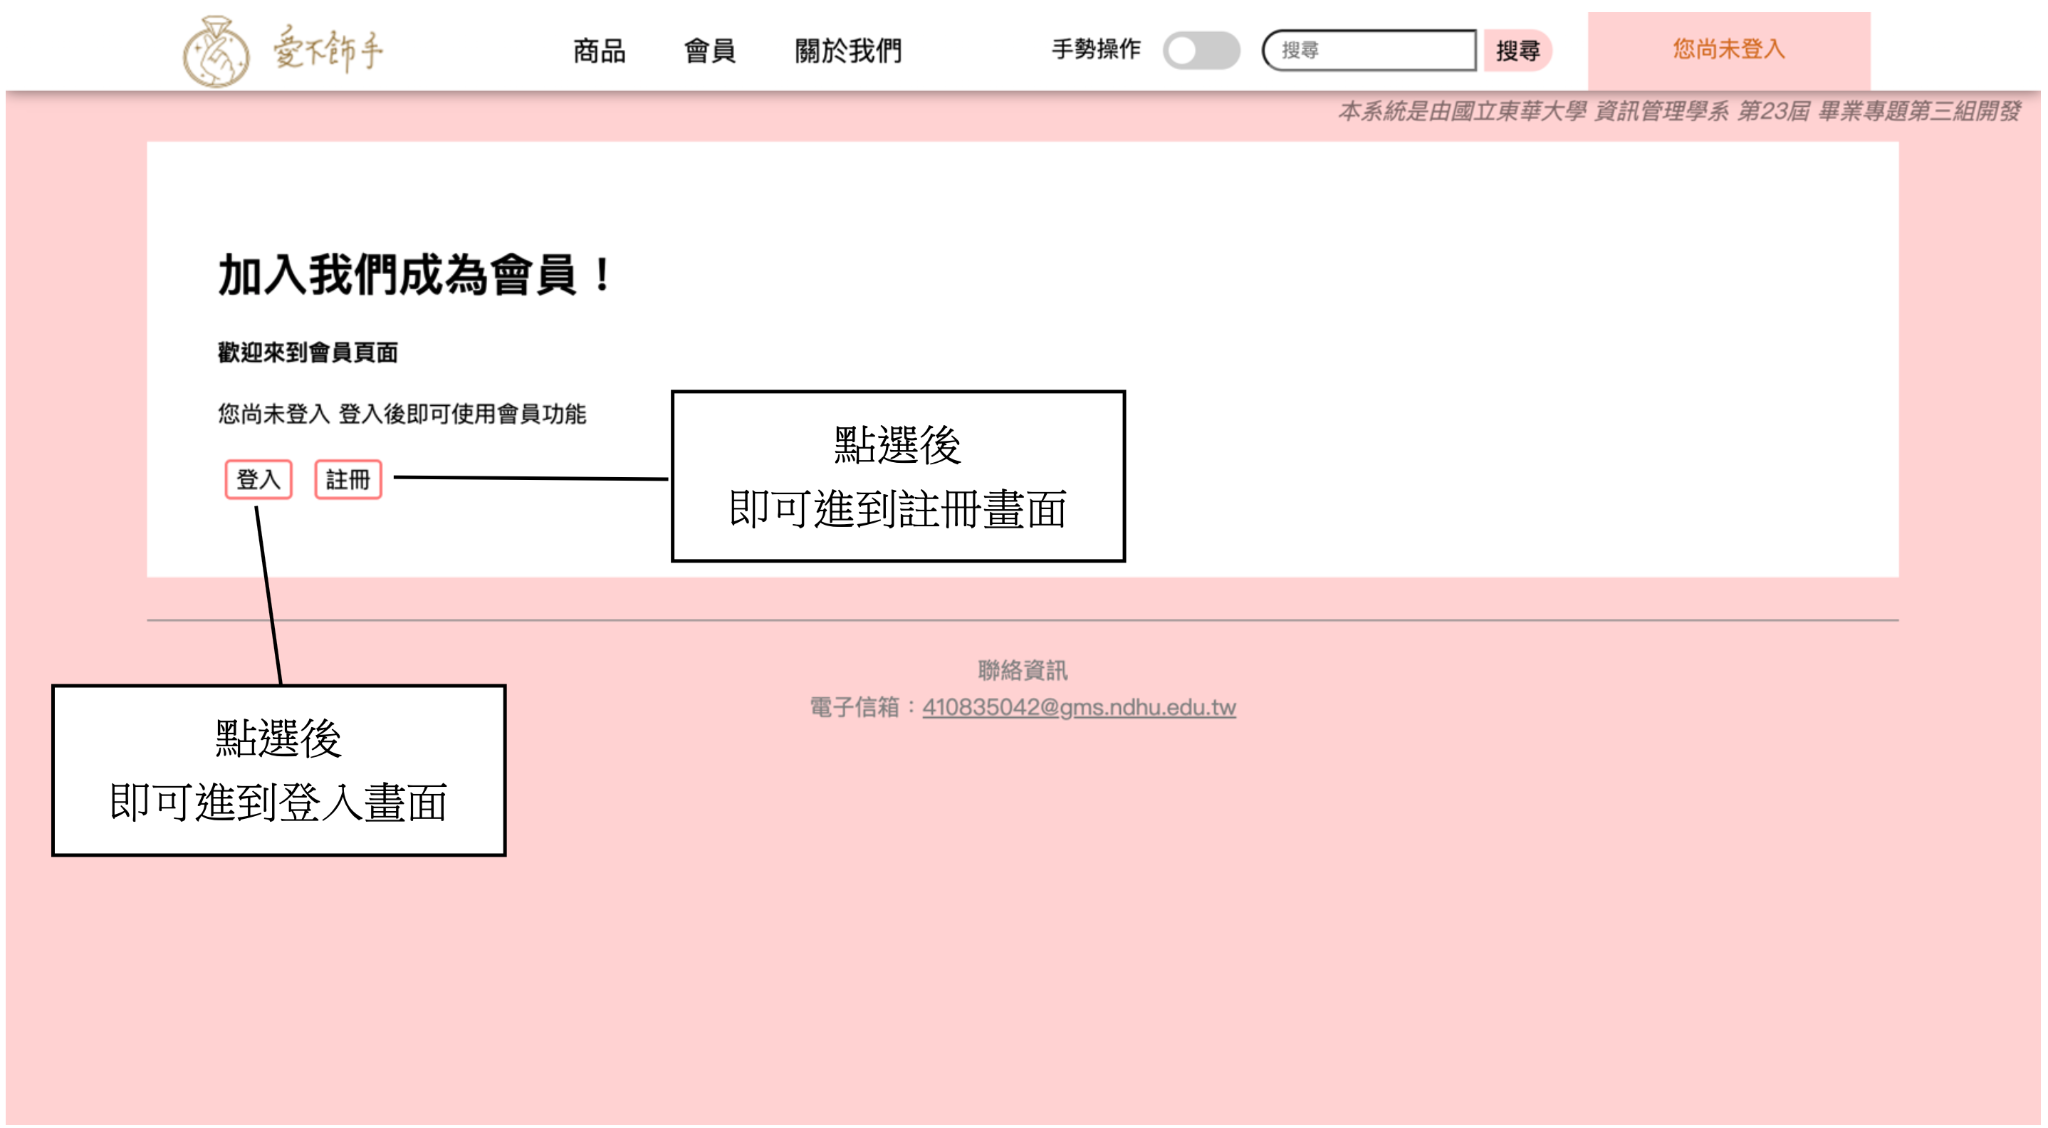 愛不飾手
商品 會員 關於我們 手勢操作 搜尋 搜尋 您尚未登入
本系統是由國立東華大學 資訊管理學系 第23屆 畢業專題第三組開發
加入我們成為會員！
歡迎來到會員頁面
您尚未登入 登入後即可使用會員功能
登入 註冊
點選後
即可進到註冊畫面
點選後
即可進到登入畫面
聯絡資訊
電子信箱：410835042@gms.ndhu.edu.tw